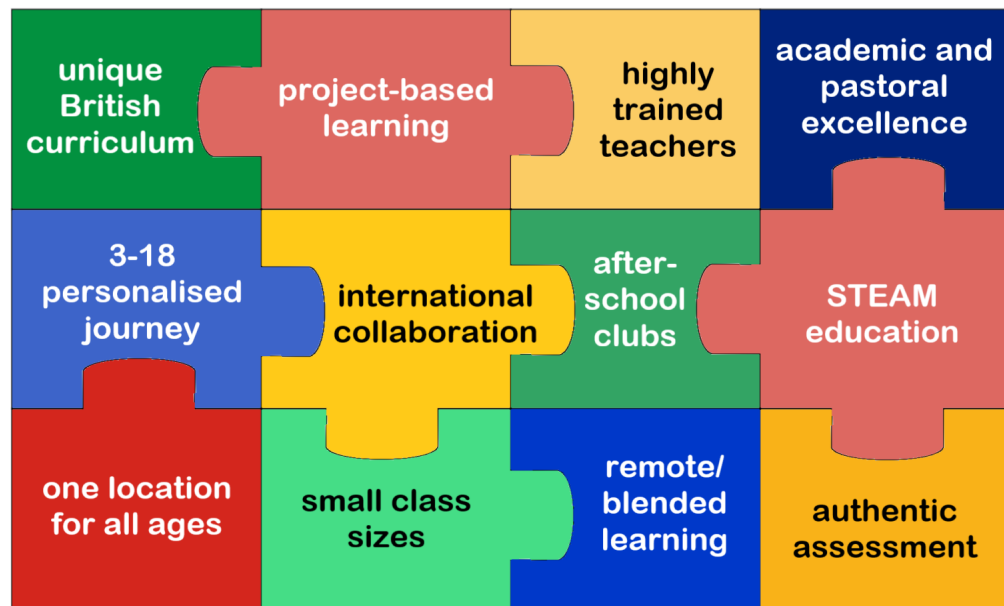 unique
British
curriculum
project-based
learning
highly
trained
teachers
academic and
pastoral
excellence
3-18
personalised
journey
international
collaboration
after-
school
clubs
STEAM
education
one location
for all ages
small class
sizes
remote/
blended
learning
authentic
assessment